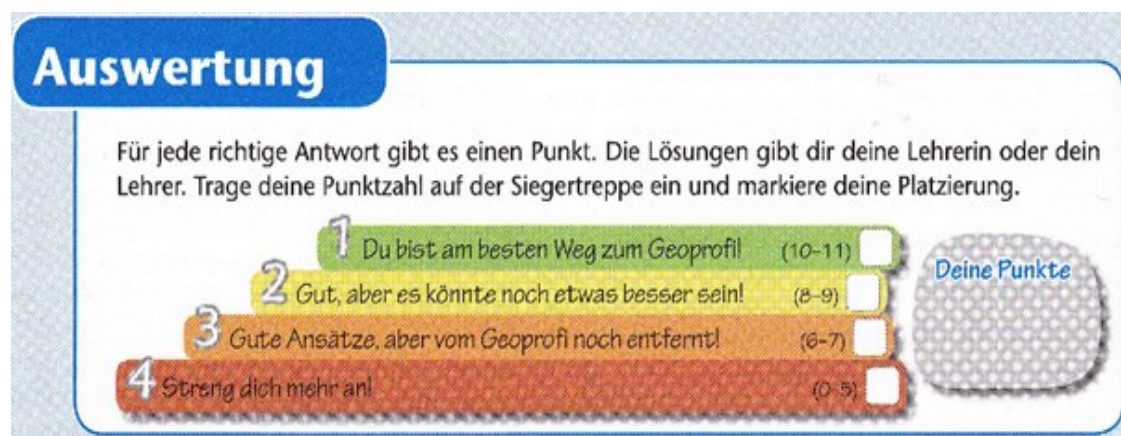 Auswertung
Für jede richtige Antwort gibt es einen Punkt. Die Lösungen gibt dir deine Lehrerin oder dein
Lehrer. Trage deine Punktzahl auf der Siegertreppe ein und markiere deine Platzierung.
1 Du bist am besten Weg zum Geoprofi! (10-11)
2 Gut, aber es könnte noch etwas besser sein! (8-9)
3 Gute Ansätze, aber vom Geoprofi noch entfernt! (6-7)
4 Streng dich mehr an! (0-5)
Deine Punkte